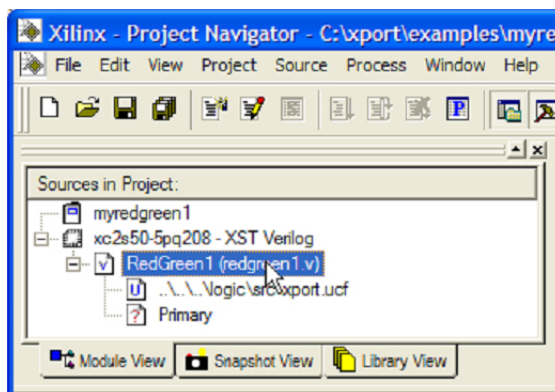 Xilinx - Project Navigator - C:\xport\examples\myre
File Edit View Project Source Process Window Help
Sources in Project:
myredgreen1
xc2s50-5pq208 - XST Verilog
RedGreen1 (redgreen1.v)
..\..\..\logic\src\xport.ucf
Primary
Module View Snapshot View Library View